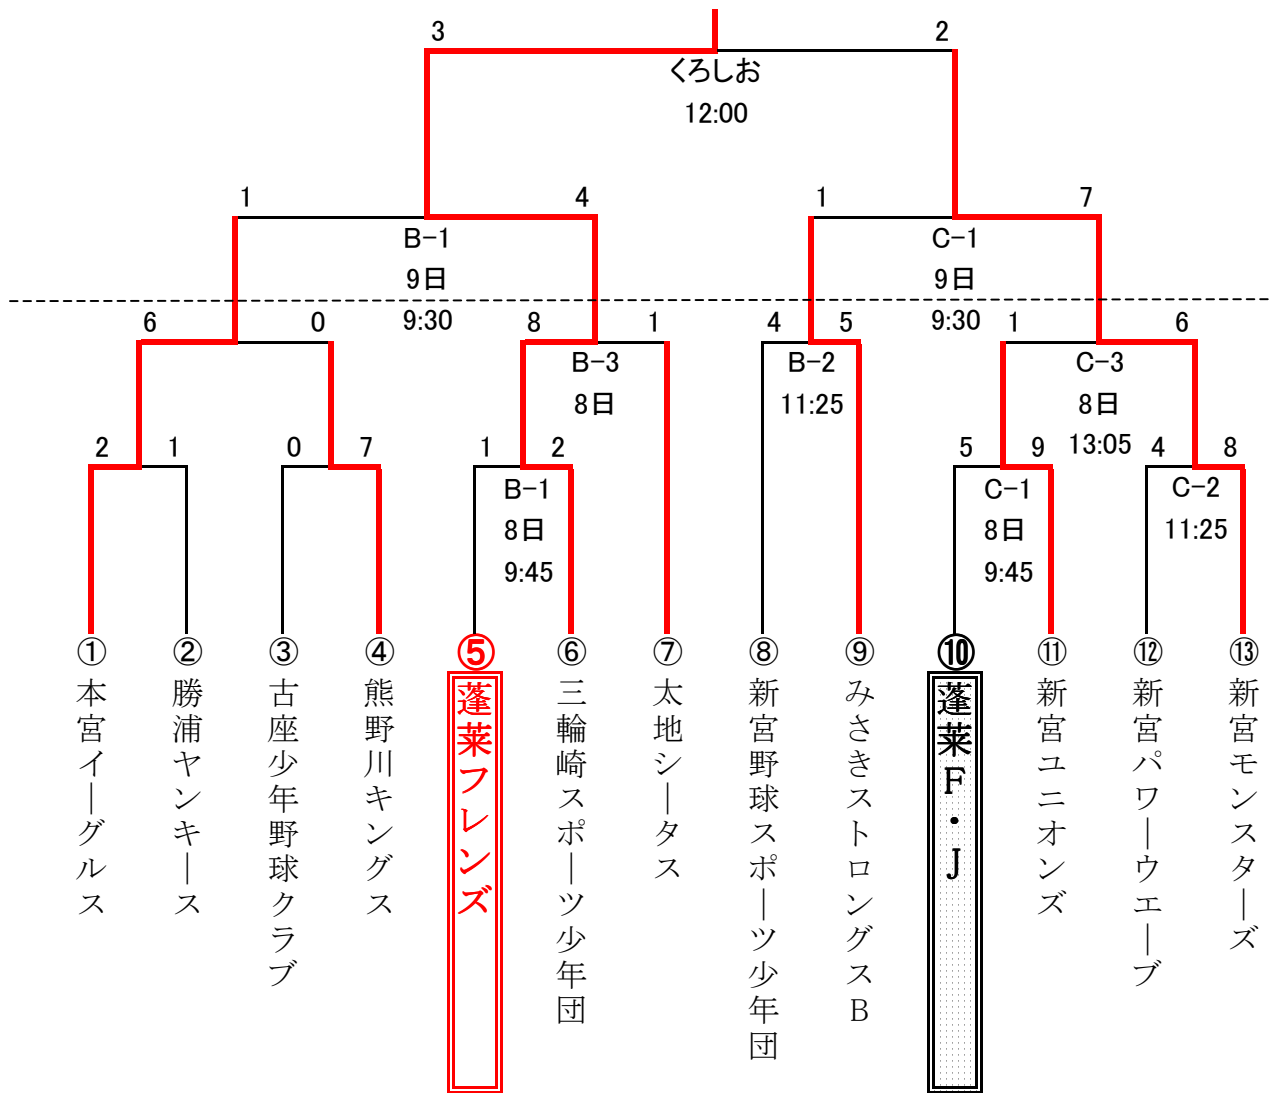 3
2
くろしお
12:00
1
4
1
7
B-1
9日
9:30
C-1
9日
9:30
6
0
8
1
4
5
1
6
B-3
8日
B-2
11:25
C-3
8日
13:05
2
1
0
7
1
2
5
9
4
8
B-1
8日
9:45
C-1
8日
9:45
C-2
11:25
①本宮イーグルス
②勝浦ヤンキース
③古座少年野球クラブ
④熊野川キングス
⑤蓬莱フレンズ
⑥三輪崎スポーツ少年団
⑦太地シータス
⑧新宮野球スポーツ少年団
⑨みさきストロングスB
⑩蓬莱F・J
⑪新宮ユニオンズ
⑫新宮パワーウエーブ
⑬新宮モンスターズ